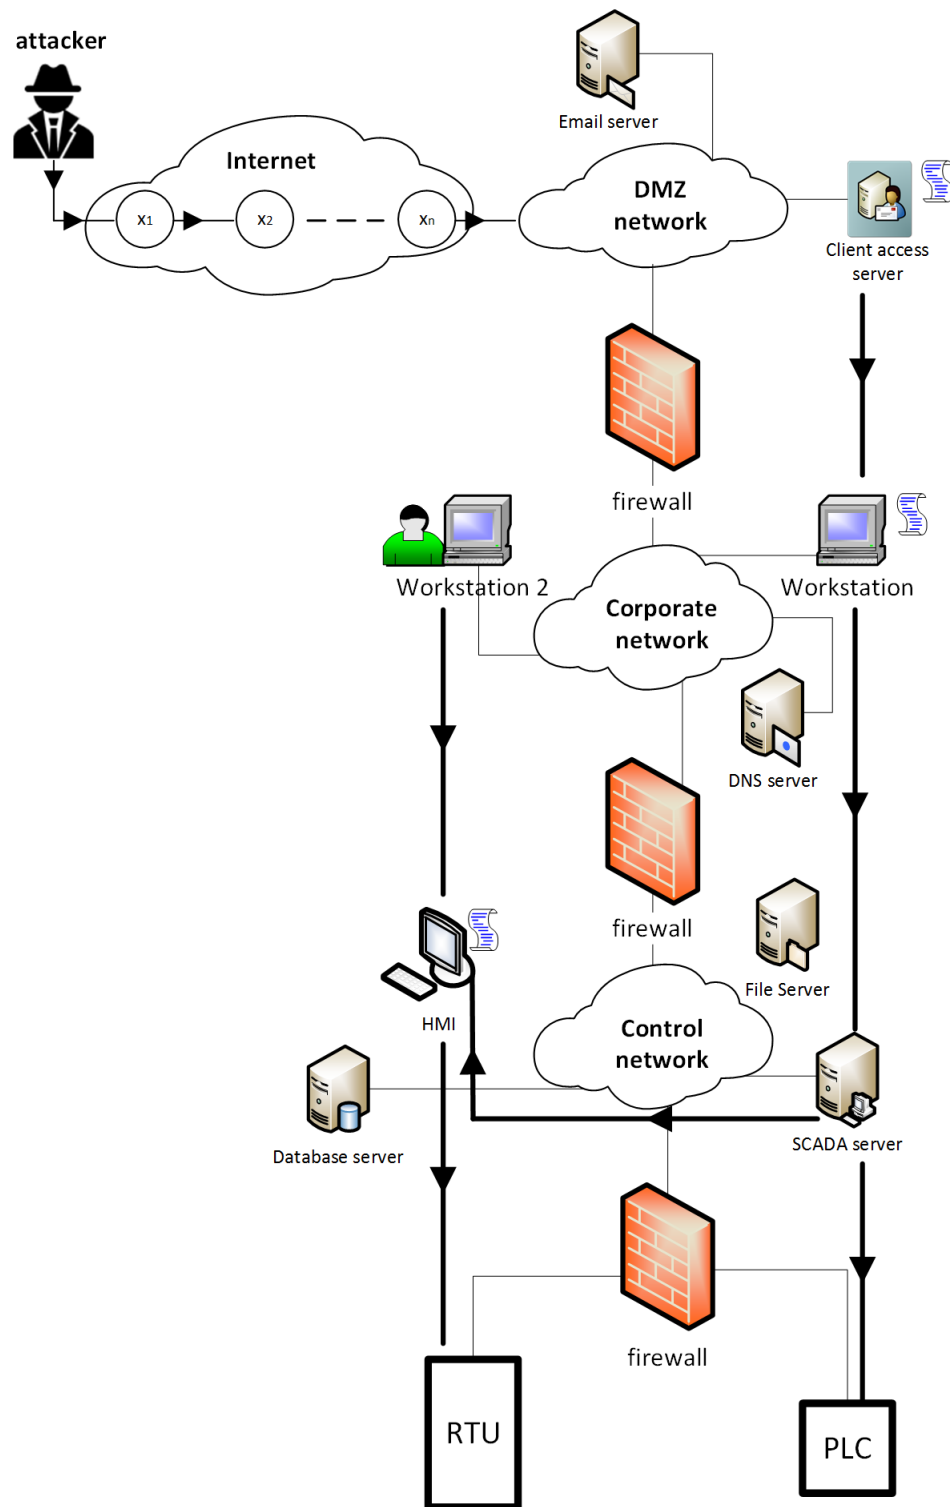 attacker
Email server
Internet
x1
x2
xn
DMZ
network
Client access
server
firewall
Workstation 2
Workstation
Corporate
network
DNS server
firewall
File Server
HMI
Control
network
Database server
SCADA server
firewall
RTU
PLC